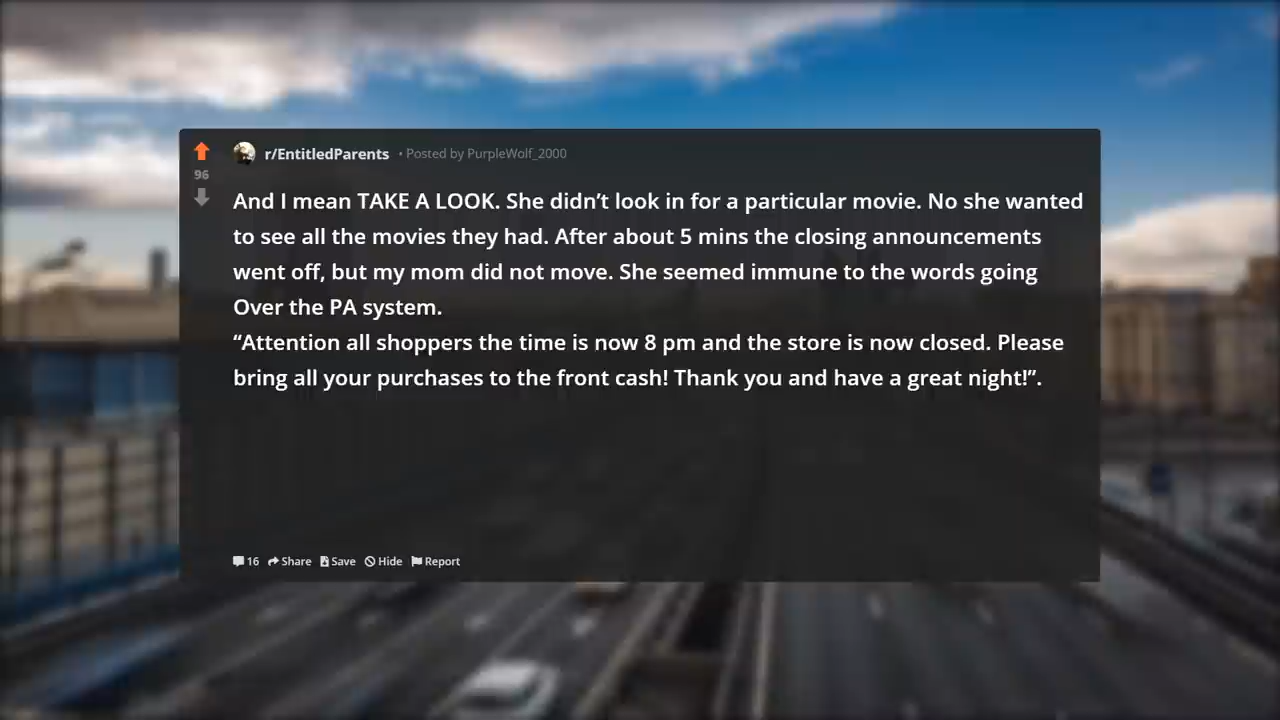 r/EntitledParents • Posted by PurpleWolf_2000
96
And I mean TAKE A LOOK. She didn’t look in for a particular movie. No she wanted
to see all the movies they had. After about 5 mins the closing announcements
went off, but my mom did not move. She seemed immune to the words going
Over the PA system.
“Attention all shoppers the time is now 8 pm and the store is now closed. Please
bring all your purchases to the front cash! Thank you and have a great night!”.
16 Share Save Hide Report